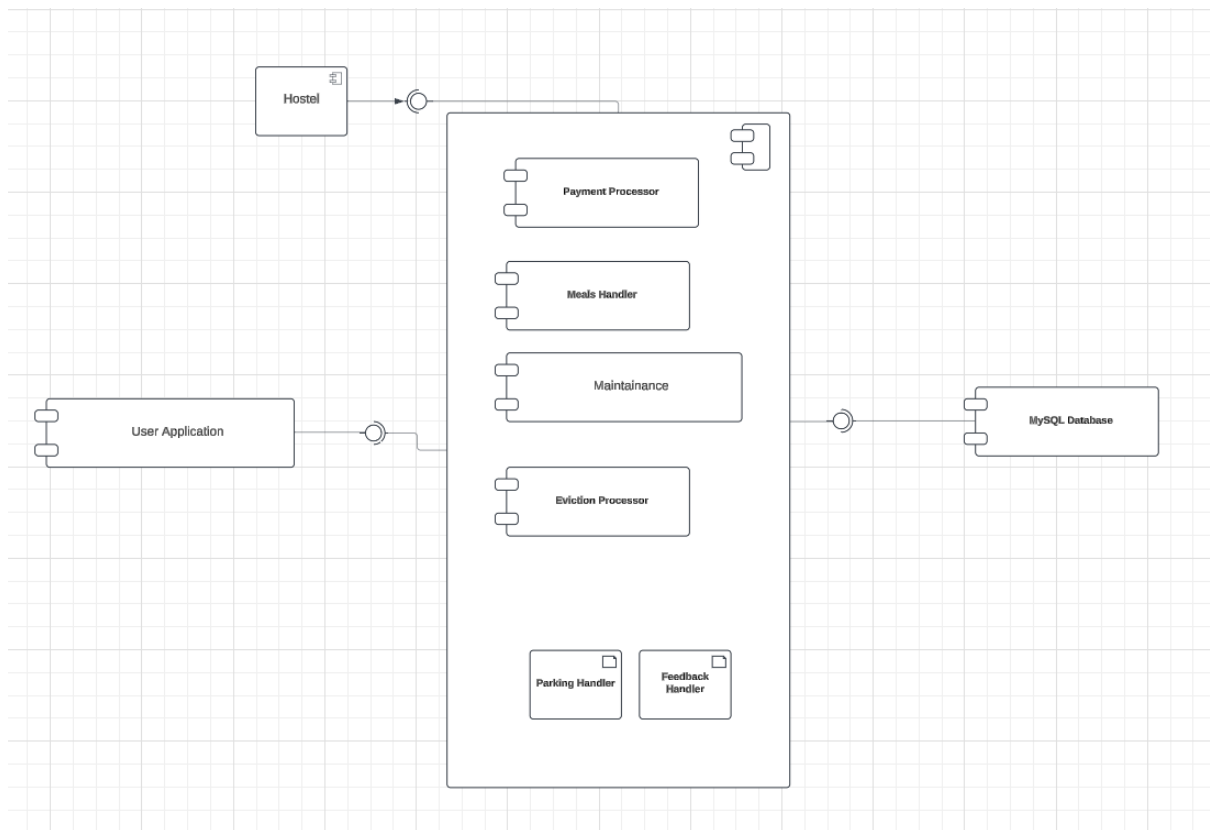 Hostel
Payment Processor
Meals Handler
Maintainance
User Application
MySQL Database
Eviction Processor
Parking Handler
Feedback
Handler